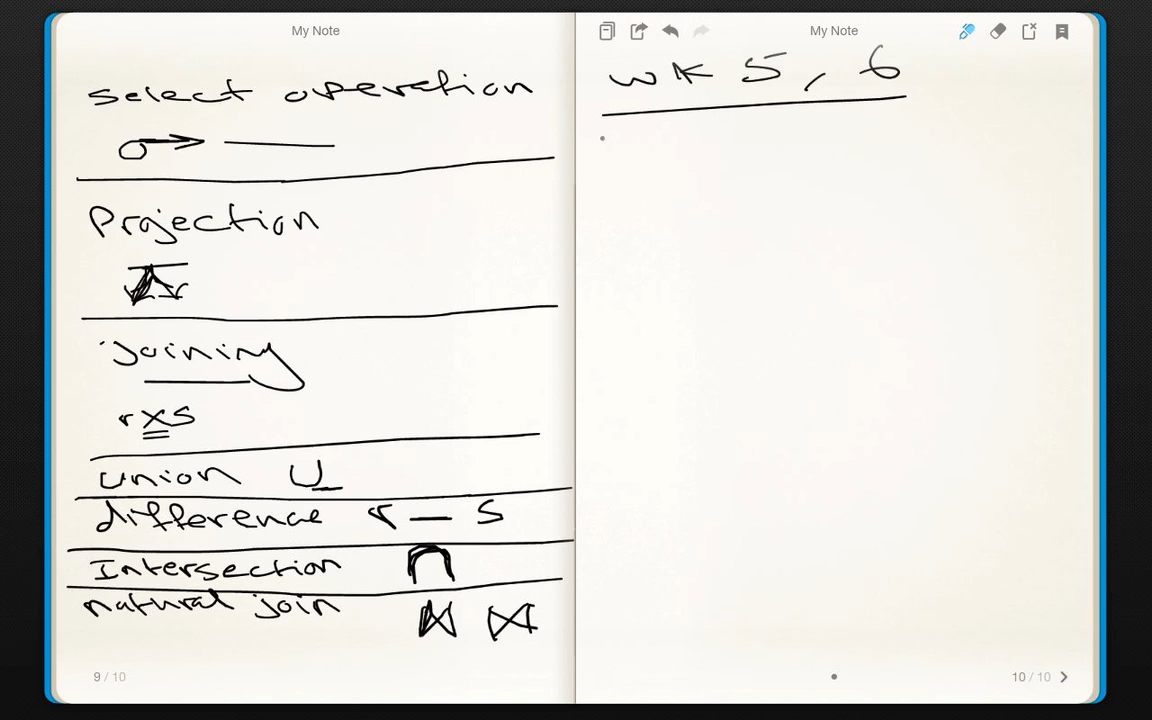 My Note
select operation
σ
Projection
π
joining
r x s
union U
difference r - s
Intersection ∩
natural join ⋈ ⋈
9 / 10
My Note
wk 5, 6
10 / 10